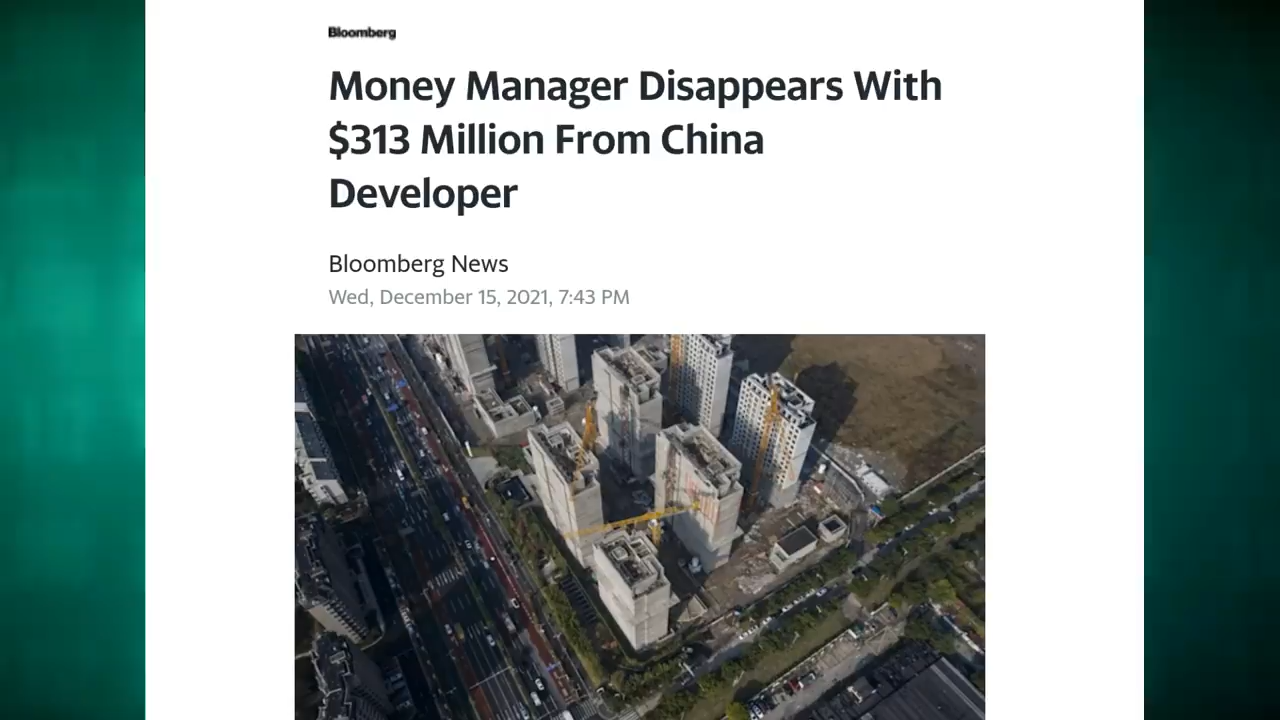 Bloomberg
Money Manager Disappears With
$313 Million From China
Developer
Bloomberg News
Wed, December 15, 2021, 7:43 PM